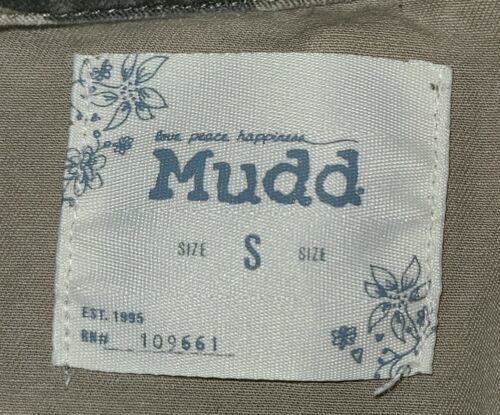 love peace happiness
Mudd
SIZE S SIZE
EST. 1995
RN# 109661